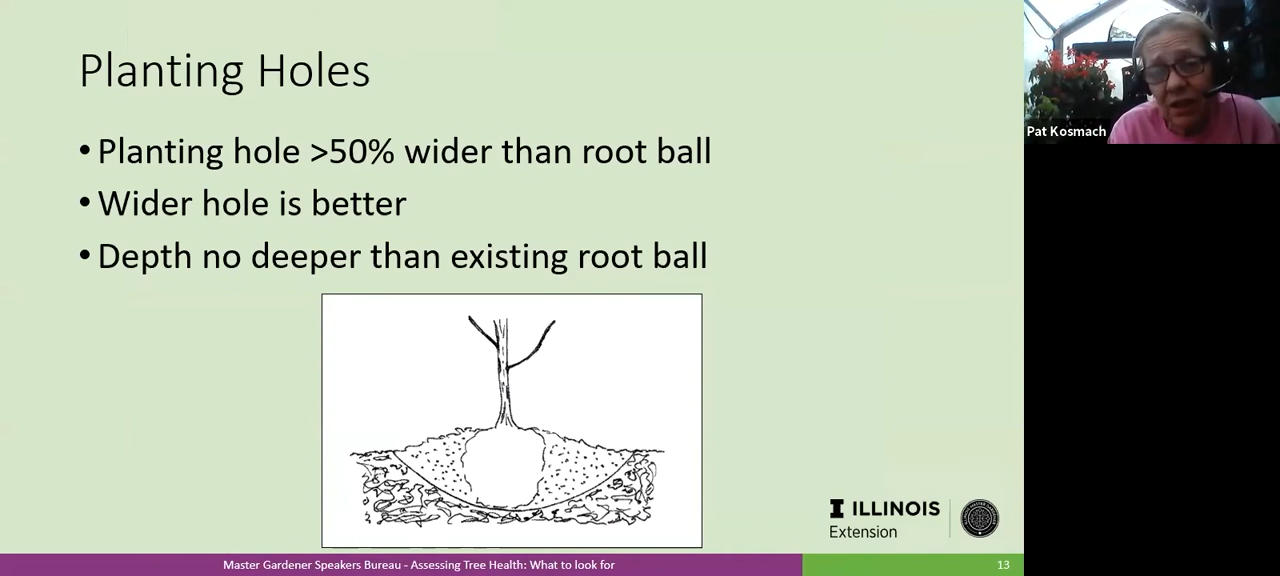 Planting Holes
• Planting hole >50% wider than root ball
• Wider hole is better
• Depth no deeper than existing root ball
Pat Kosmach
ILLINOIS
Extension
Master Gardener Speakers Bureau - Assessing Tree Health: What to look for
13